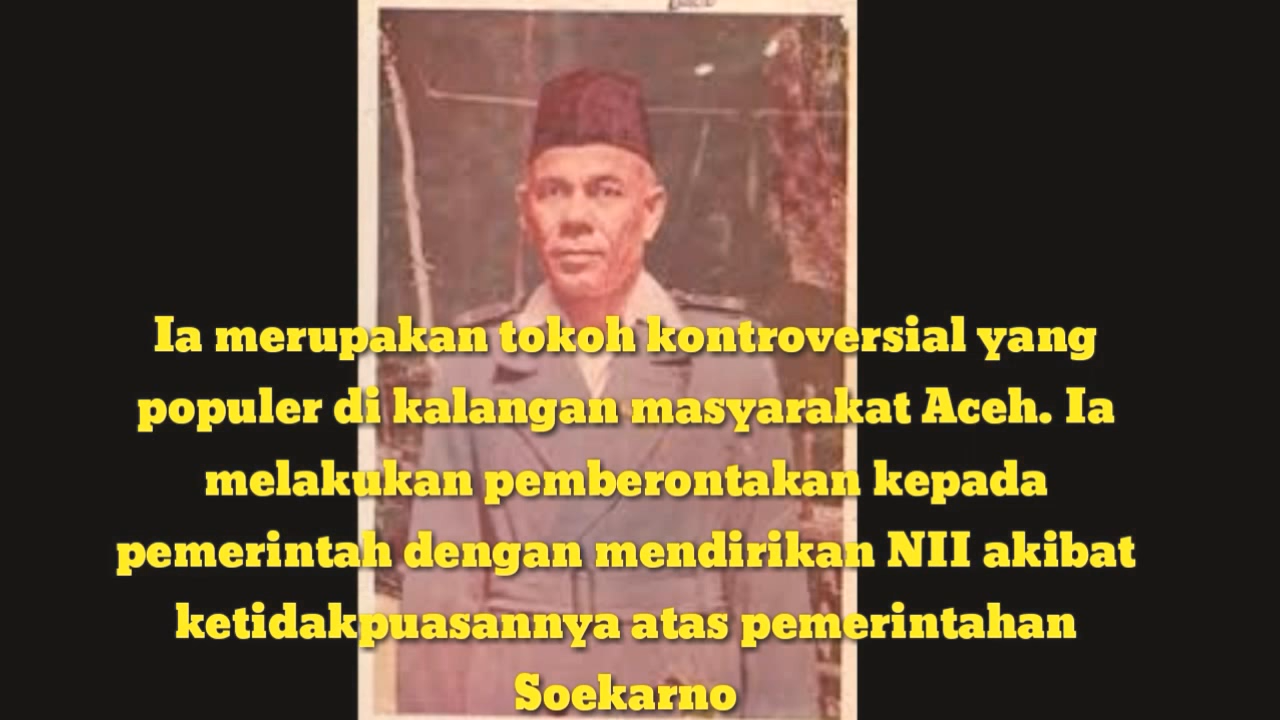 Ia merupakan tokoh kontroversial yang
populer di kalangan masyarakat Aceh. Ia
melakukan pemberontakan kepada
pemerintah dengan mendirikan NII akibat
ketidakpuasannya atas pemerintahan
Soekarno